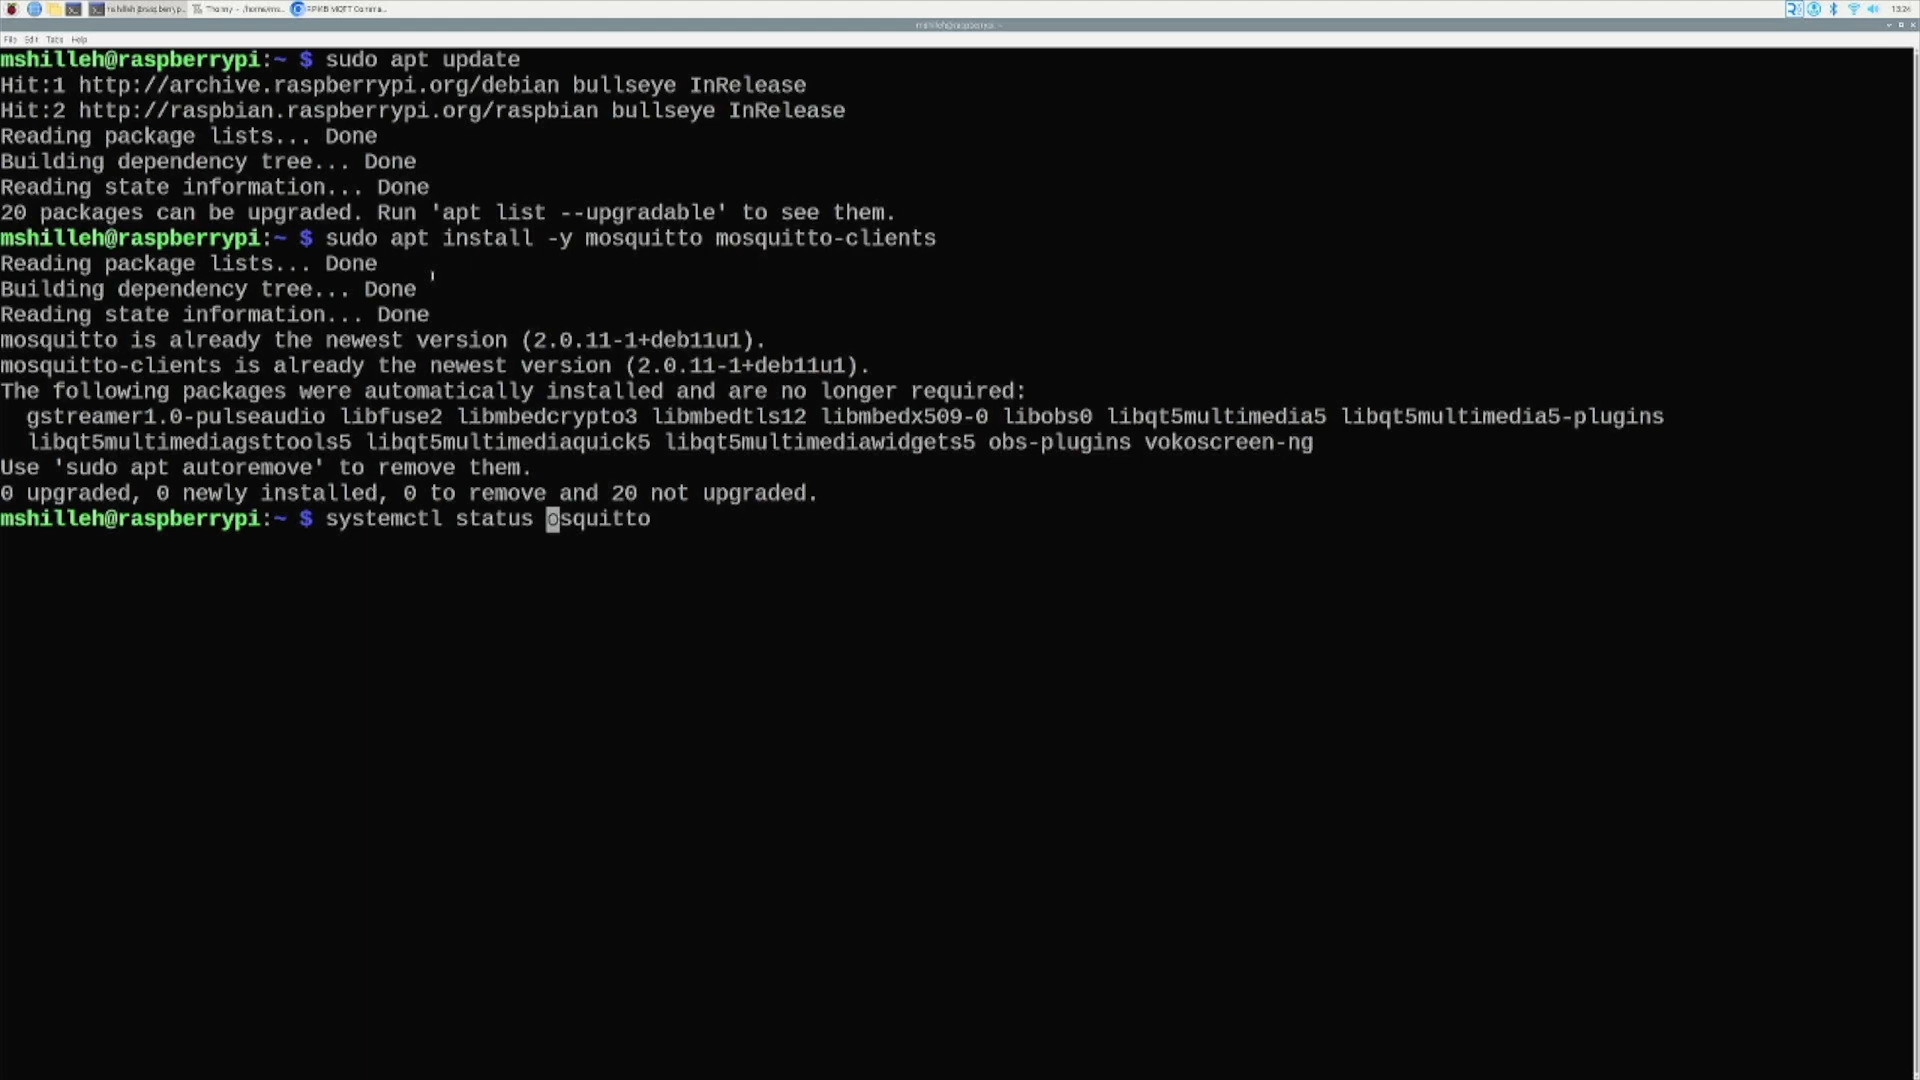 File Edit Tabs Help
mshilleh@raspberrypi:~ $ sudo apt update
Hit:1 http://archive.raspberrypi.org/debian bullseye InRelease
Hit:2 http://raspbian.raspberrypi.org/raspbian bullseye InRelease
Reading package lists... Done
Building dependency tree... Done
Reading state information... Done
20 packages can be upgraded. Run 'apt list --upgradable' to see them.
mshilleh@raspberrypi:~ $ sudo apt install -y mosquitto mosquitto-clients
Reading package lists... Done
Building dependency tree... Done
Reading state information... Done
mosquitto is already the newest version (2.0.11-1+deb11u1).
mosquitto-clients is already the newest version (2.0.11-1+deb11u1).
The following packages were automatically installed and are no longer required:
gstreamer1.0-pulseaudio libfuse2 libmbedcrypto3 libmbedtls12 libmbedx509-0 libobs0 libqt5multimedia5 libqt5multimedia5-plugins
libqt5multimediagsttools5 libqt5multimediaquick5 libqt5multimediawidgets5 obs-plugins vokoscreen-ng
Use 'sudo apt autoremove' to remove them.
0 upgraded, 0 newly installed, 0 to remove and 20 not upgraded.
mshilleh@raspberrypi:~ $ systemctl status osquitto